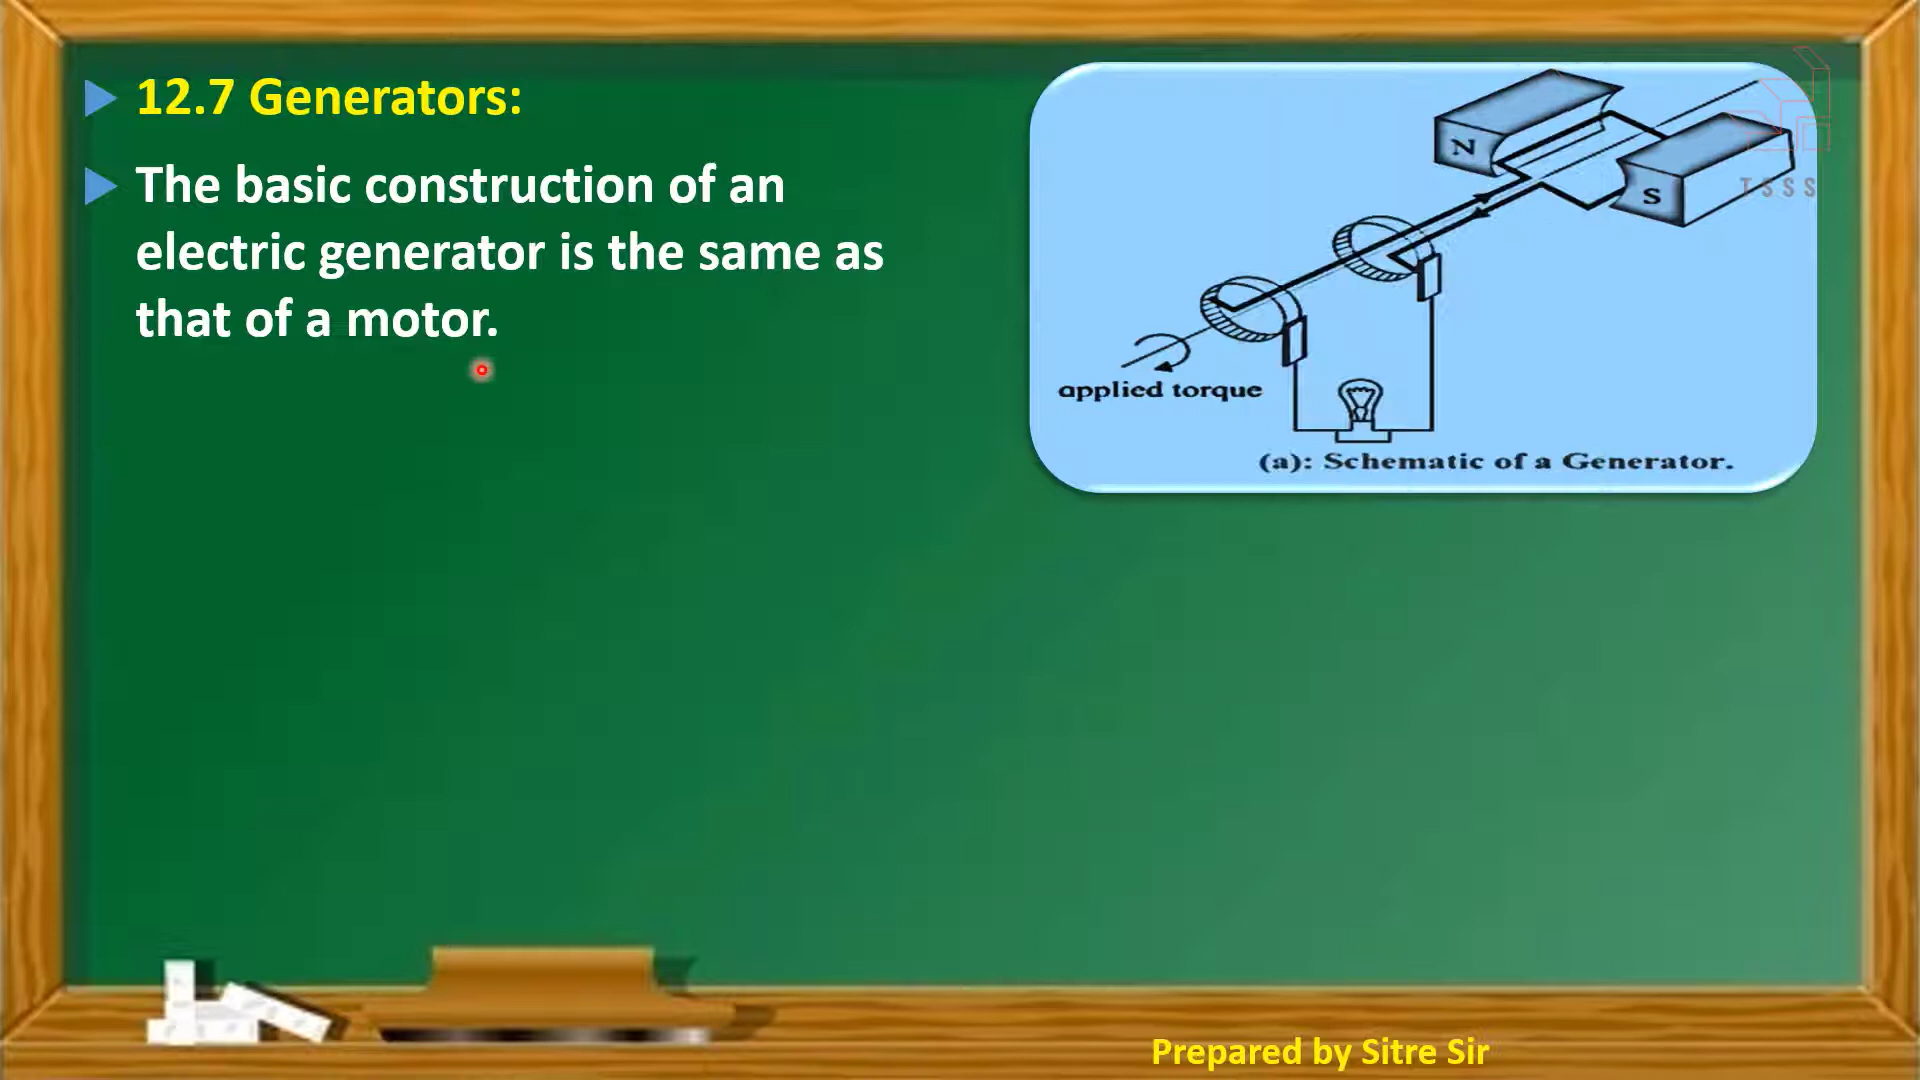 12.7 Generators:
The basic construction of an
electric generator is the same as
that of a motor.
N
S
TSSS
applied torque
(a): Schematic of a Generator.
Prepared by Sitre Sir